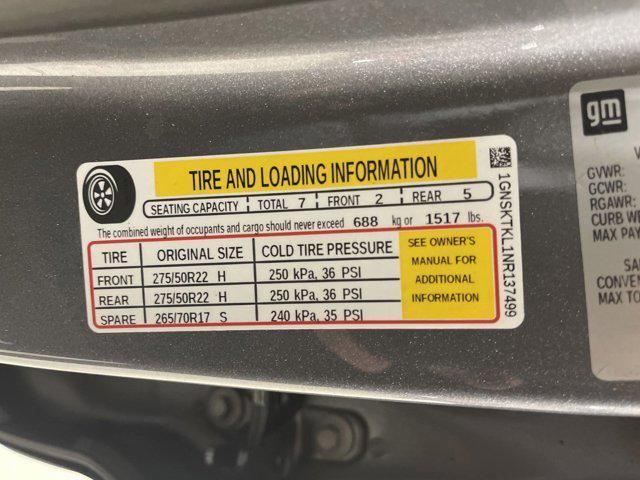 TIRE AND LOADING INFORMATION
SEATING CAPACITY TOTAL 7 FRONT 2 REAR 5
The combined weight of occupants and cargo should never exceed 688 kg or 1517 lbs.
TIRE ORIGINAL SIZE COLD TIRE PRESSURE
FRONT 275/50R22 H 250 kPa, 36 PSI
REAR 275/50R22 H 250 kPa, 36 PSI
SPARE 265/70R17 S 240 kPa, 35 PSI
SEE OWNER'S
MANUAL FOR
ADDITIONAL
INFORMATION
1GNSKTKL1NR137499
gm
GVWR:
GCWR:
RGAWR:
CURB
MAX
MAX TO